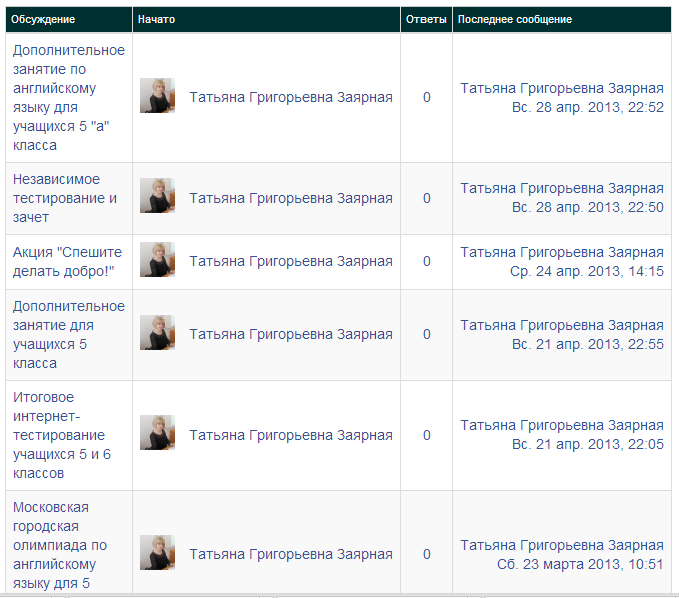 Обсуждение Начато Ответы Последнее сообщение
Дополнительное
занятие по
английскому
языку для
учащихся 5 "а"
класса
Татьяна Григорьевна Заярная
0
Татьяна Григорьевна Заярная
Вс. 28 апр. 2013, 22:52
Независимое
тестирование и
зачет
Татьяна Григорьевна Заярная
0
Татьяна Григорьевна Заярная
Вс. 28 апр. 2013, 22:50
Акция "Спешите
делать добро!"
Татьяна Григорьевна Заярная
0
Татьяна Григорьевна Заярная
Ср. 24 апр. 2013, 14:15
Дополнительное
занятие для
учащихся 5
класса
Татьяна Григорьевна Заярная
0
Татьяна Григорьевна Заярная
Вс. 21 апр. 2013, 22:55
Итоговое
интернет-
тестирование
учащихся 5 и 6
классов
Татьяна Григорьевна Заярная
0
Татьяна Григорьевна Заярная
Вс. 21 апр. 2013, 22:05
Московская
городская
олимпиада по
английскому
языку для 5
Татьяна Григорьевна Заярная
0
Татьяна Григорьевна Заярная
Сб. 23 марта 2013, 10:51